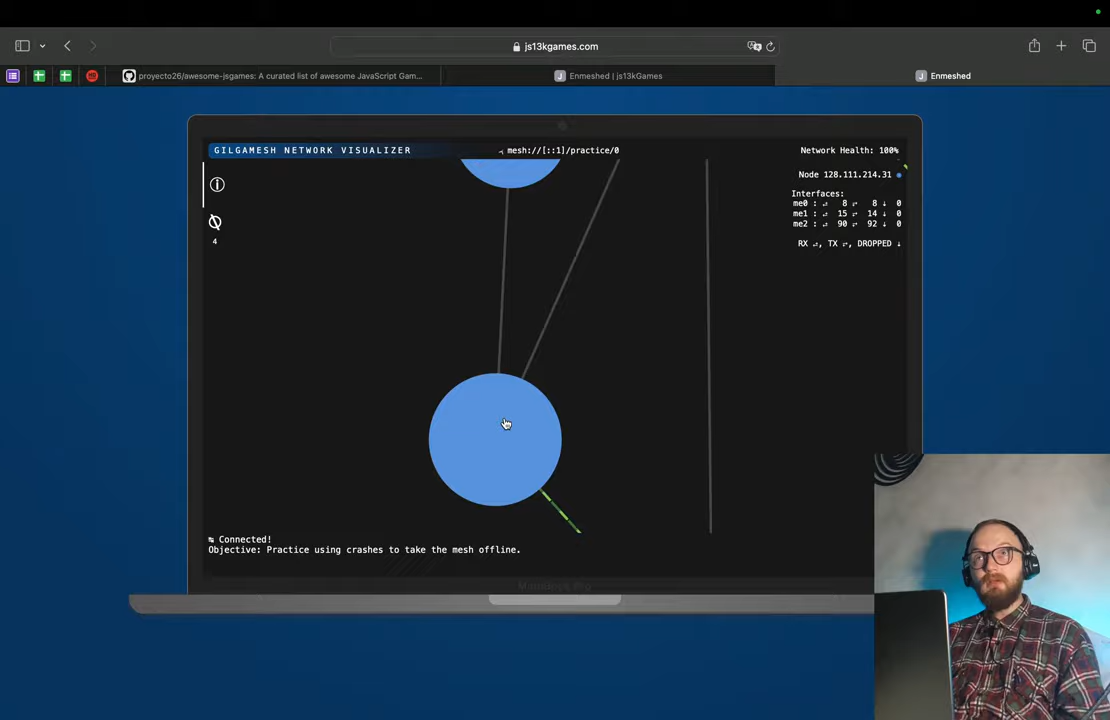 js13kgames.com
proyecto26/awesome-jsgames: A curated list of awesome JavaScript Gam...
J Enmeshed | js13kGames
J Enmeshed
GILGAMESH NETWORK VISUALIZER
mesh://[::1]/practice/0
Network Health: 100%
Node 128.111.214.31
Interfaces:
me0 : 8 8 ↓ 0
me1 : 15 14 ↓ 0
me2 : 90 92 ↓ 0
RX, TX, DROPPED ↓
4
Connected!
Objective: Practice using crashes to take the mesh offline.
MacBook Pro